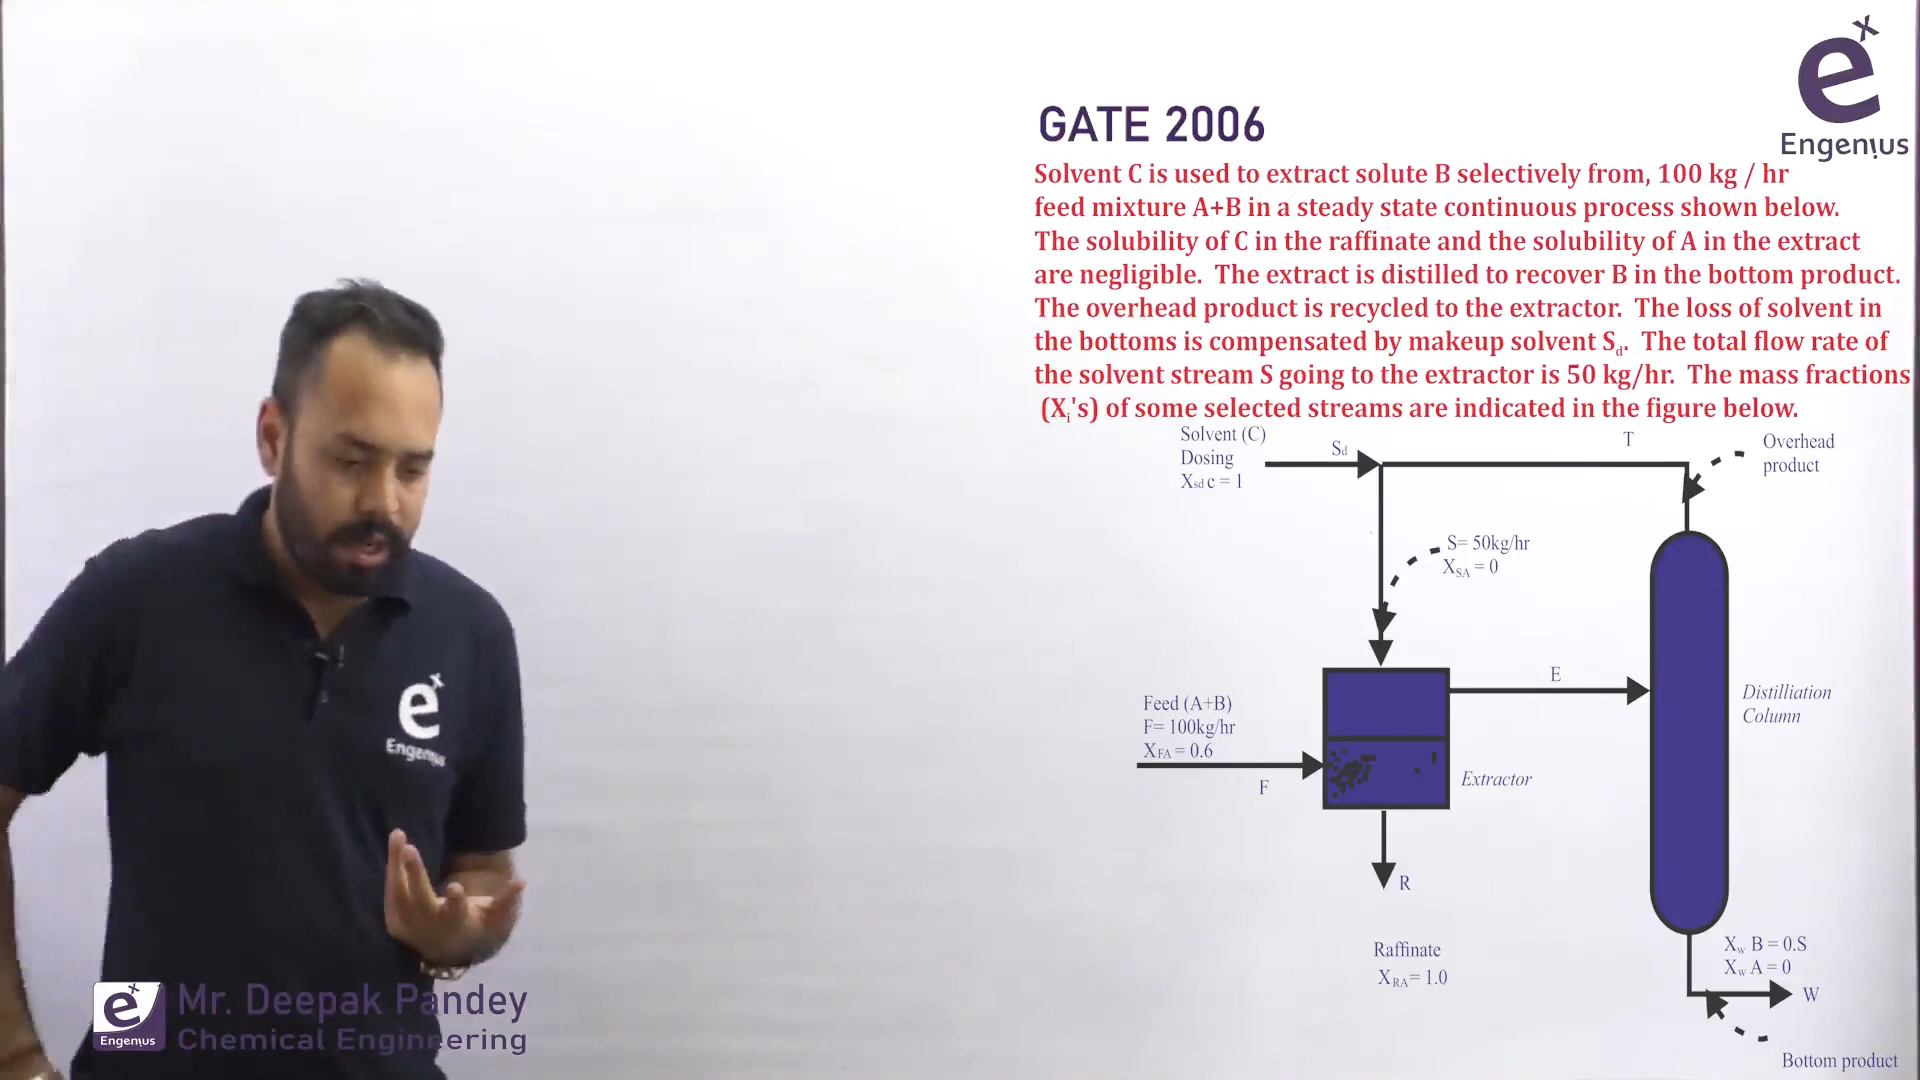 GATE 2006
Engenius
Solvent C is used to extract solute B selectively from, 100 kg / hr
feed mixture A+B in a steady state continuous process shown below.
The solubility of C in the raffinate and the solubility of A in the extract
are negligible. The extract is distilled to recover B in the bottom product.
The overhead product is recycled to the extractor. The loss of solvent in
the bottoms is compensated by makeup solvent Sd. The total flow rate of
the solvent stream S going to the extractor is 50 kg/hr. The mass fractions
(Xi's) of some selected streams are indicated in the figure below.
Solvent (C)
Dosing
Xsd c = 1
Sd
T
Overhead
product
S= 50kg/hr
XSA = 0
E
Feed (A+B)
F= 100kg/hr
XFA = 0.6
F
Extractor
Distilliation
Column
R
Raffinate
XRA = 1.0
Xw B = 0.S
Xw A = 0
W
Bottom product
ex
Engenius
Mr. Deepak Pandey
Chemical Engineering
ex
Engenius